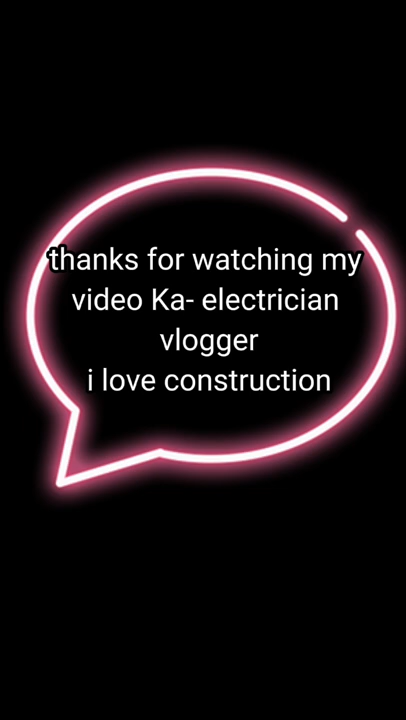 thanks for watching my
video Ka- electrician
vlogger
i love construction